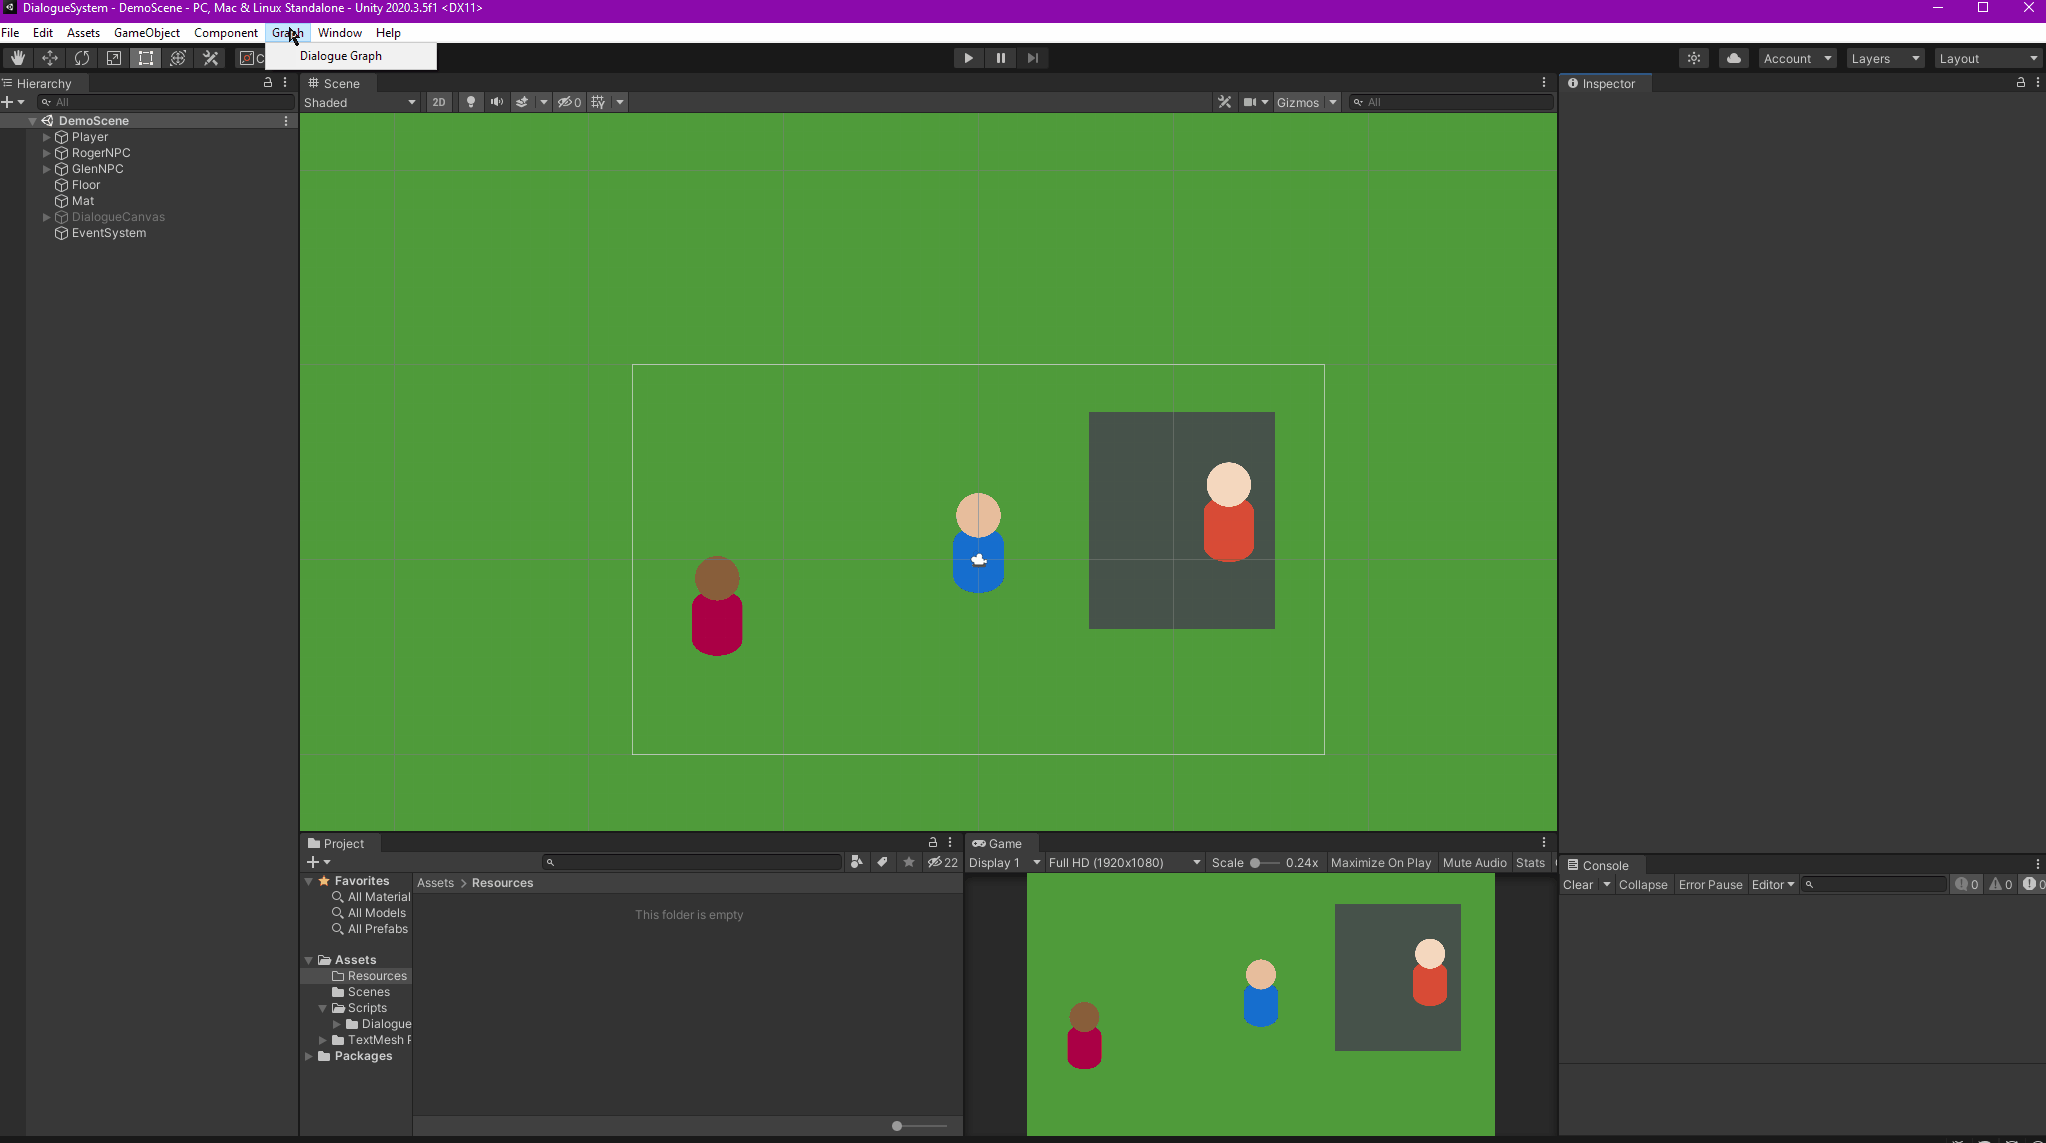 DialogueSystem - DemoScene - PC, Mac & Linux Standalone - Unity 2020.3.5f1 <DX11>
File Edit Assets GameObject Component Graph Window Help
Dialogue Graph
Account Layers Layout
Hierarchy
All
DemoScene
Player
RogerNPC
GlenNPC
Floor
Mat
DialogueCanvas
EventSystem
Scene
Shaded 2D 0 Gizmos All
Inspector
Project
22
Favorites
All Material
All Models
All Prefabs
Assets
Resources
Scenes
Scripts
Dialogue
TextMesh P
Packages
Assets > Resources
This folder is empty
Game
Display 1 Full HD (1920x1080) Scale 0.24x Maximize On Play Mute Audio Stats
Console
Clear Collapse Error Pause Editor 0 0 0